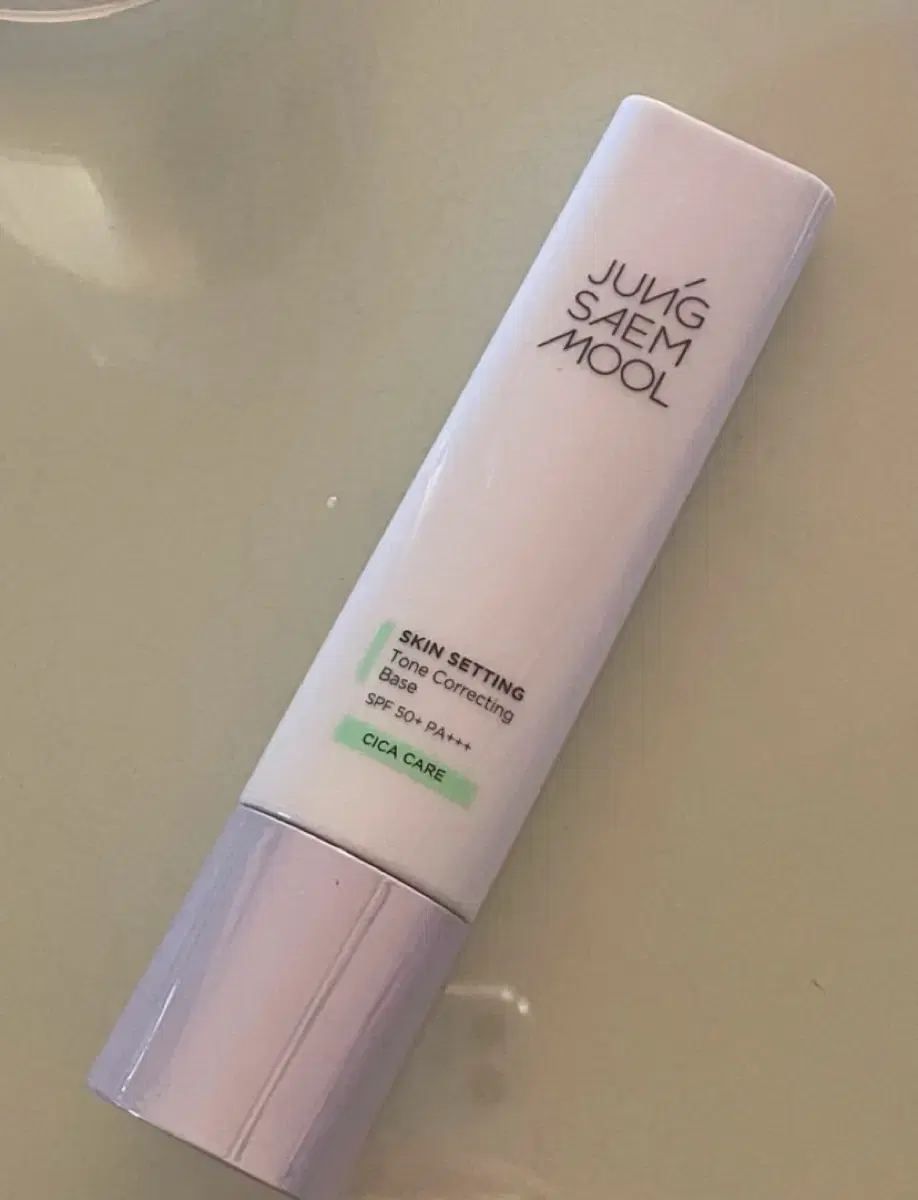 JUNG
SAEM
MOOL
SKIN SETTING
Tone Correcting
Base
SPF 50+ PA+++
CICA CARE